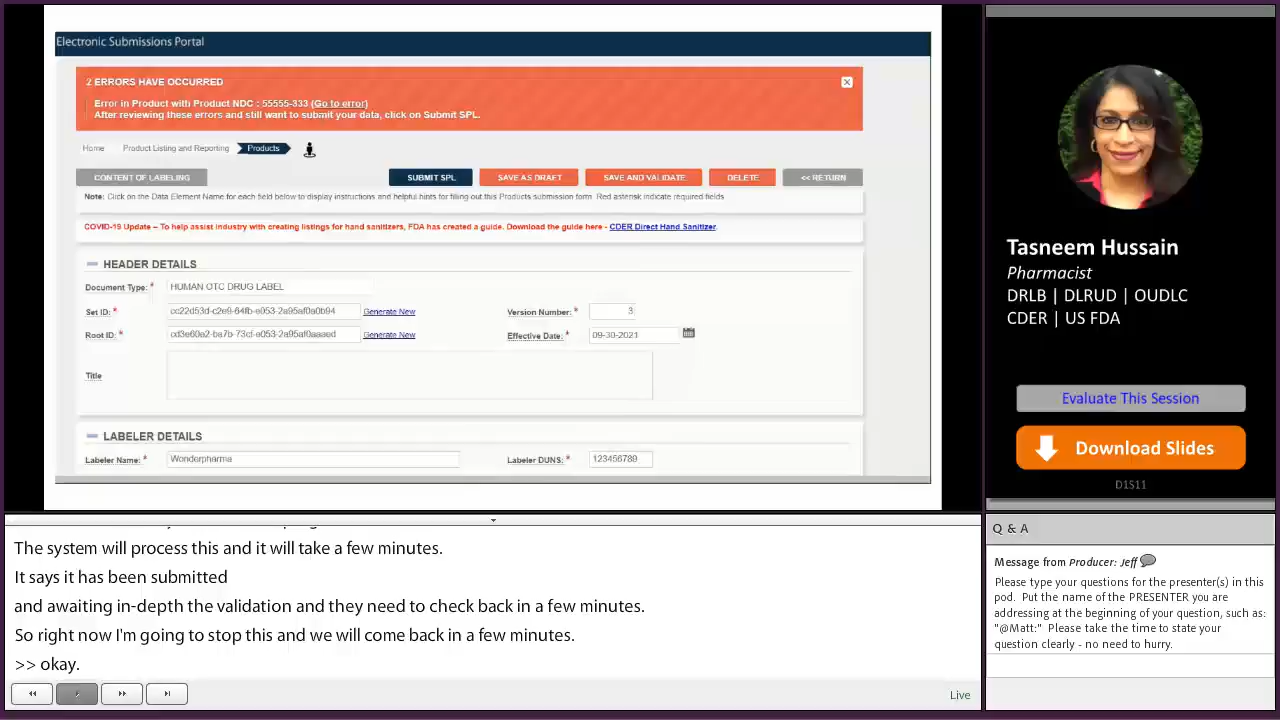 Electronic Submissions Portal
2 ERRORS HAVE OCCURRED
Error in Product with Product NDC : 55555-333 (Go to error)
After reviewing these errors and still want to submit your data, click on Submit SPL.
Home Product Listing and Reporting Products
CONTENT OF LABELING SUBMIT SPL SAVE AS DRAFT SAVE AND VALIDATE DELETE << RETURN
Note: Click on the Data Element Name for each field below to display instructions and helpful hints for filling out this Products submission form. Red asterisk indicate required fields
COVID-19 Update – To help assist industry with creating listings for hand sanitizers, FDA has created a guide. Download the guide here - CDER Direct Hand Sanitizer.
HEADER DETAILS
Document Type:* HUMAN OTC DRUG LABEL
Set ID:* cc22d53d-c2e9-64fb-e053-2a95af0a0b94 Generate New Version Number:* 3
Root ID:* cd3e60a2-ba7b-73cf-e053-2a95af0aaaed Generate New Effective Date:* 09-30-2021
Title
LABELER DETAILS
Labeler Name:* Wonderpharma Labeler DUNS:* 123456789
Tasneem Hussain
Pharmacist
DRLB | DLRUD | OUDLC
CDER | US FDA
Evaluate This Session
Download Slides
D1S11
The system will process this and it will take a few minutes.
It says it has been submitted
and awaiting in-depth the validation and they need to check back in a few minutes.
So right now I'm going to stop this and we will come back in a few minutes.
>> okay.
Live
Q & A
Message from Producer: Jeff
Please type your questions for the presenter(s) in this
pod. Put the name of the PRESENTER you are
addressing at the beginning of your question, such as:
"@Matt:" Please take the time to state your
question clearly - no need to hurry.